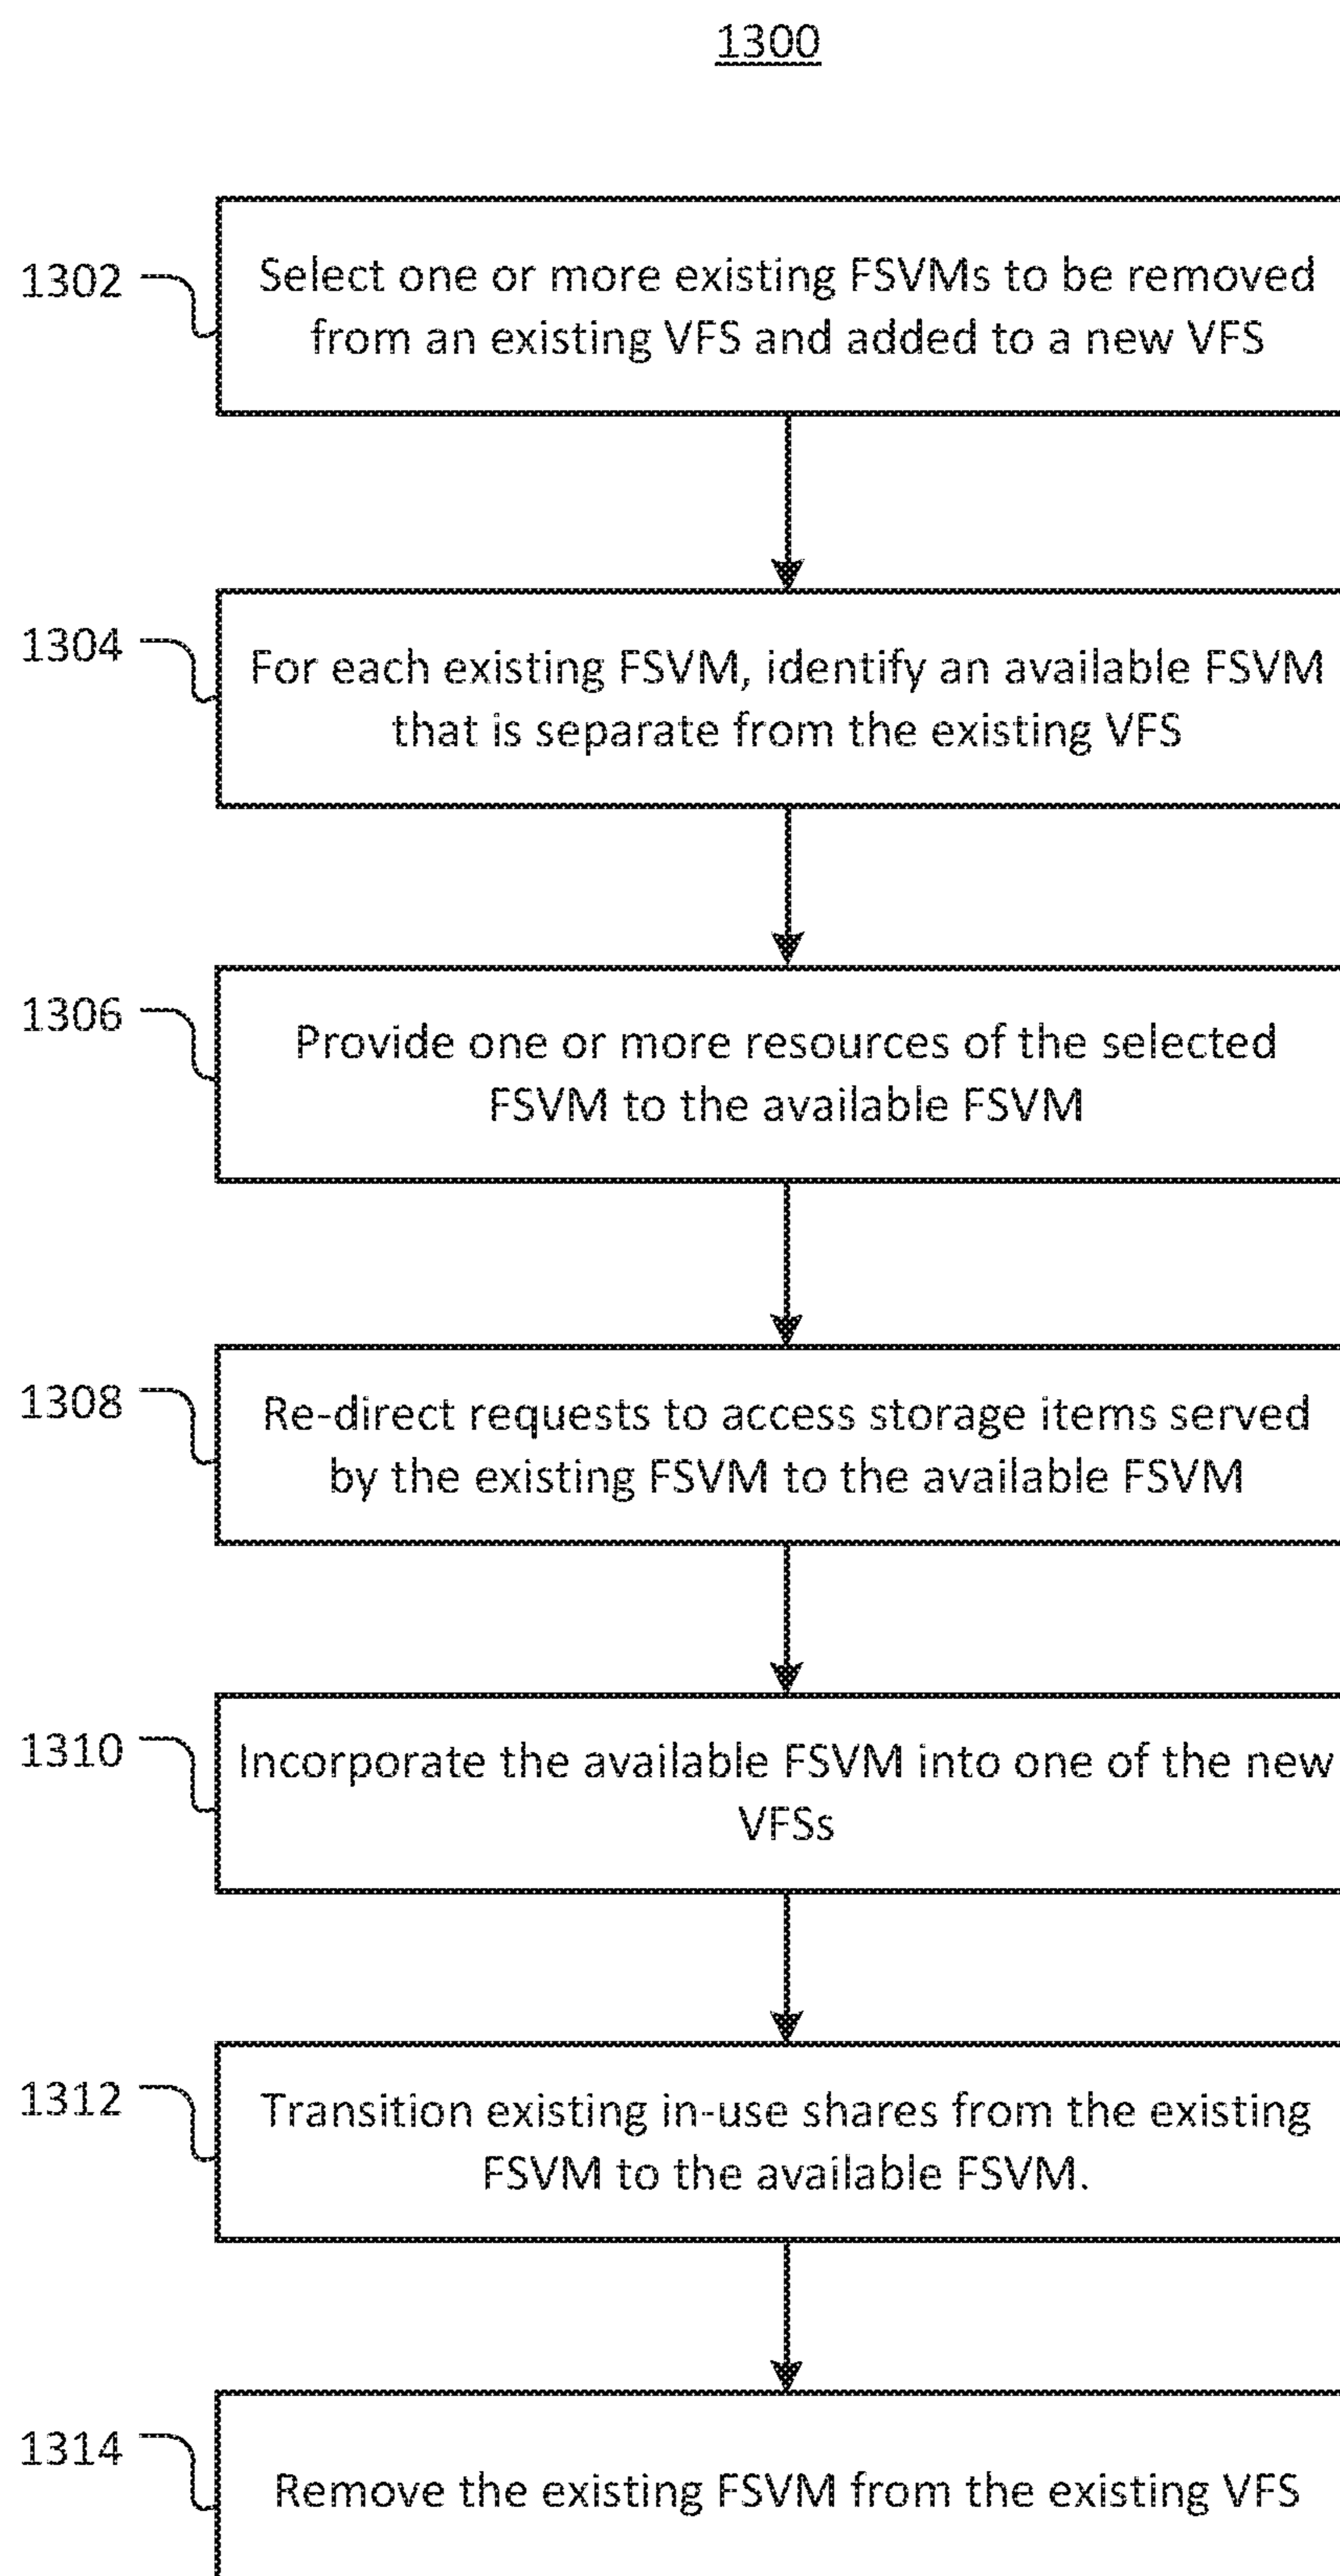 1300
1302
Select one or more existing FSVMs to be removed
from an existing VFS and added to a new VFS
1304
For each existing FSVM, identify an available FSVM
that is separate from the existing VFS
1306
Provide one or more resources of the selected
FSVM to the available FSVM
1308
Re-direct requests to access storage items served
by the existing FSVM to the available FSVM
1310
Incorporate the available FSVM into one of the new
VFSs
1312
Transition existing in-use shares from the existing
FSVM to the available FSVM.
1314
Remove the existing FSVM from the existing VFS